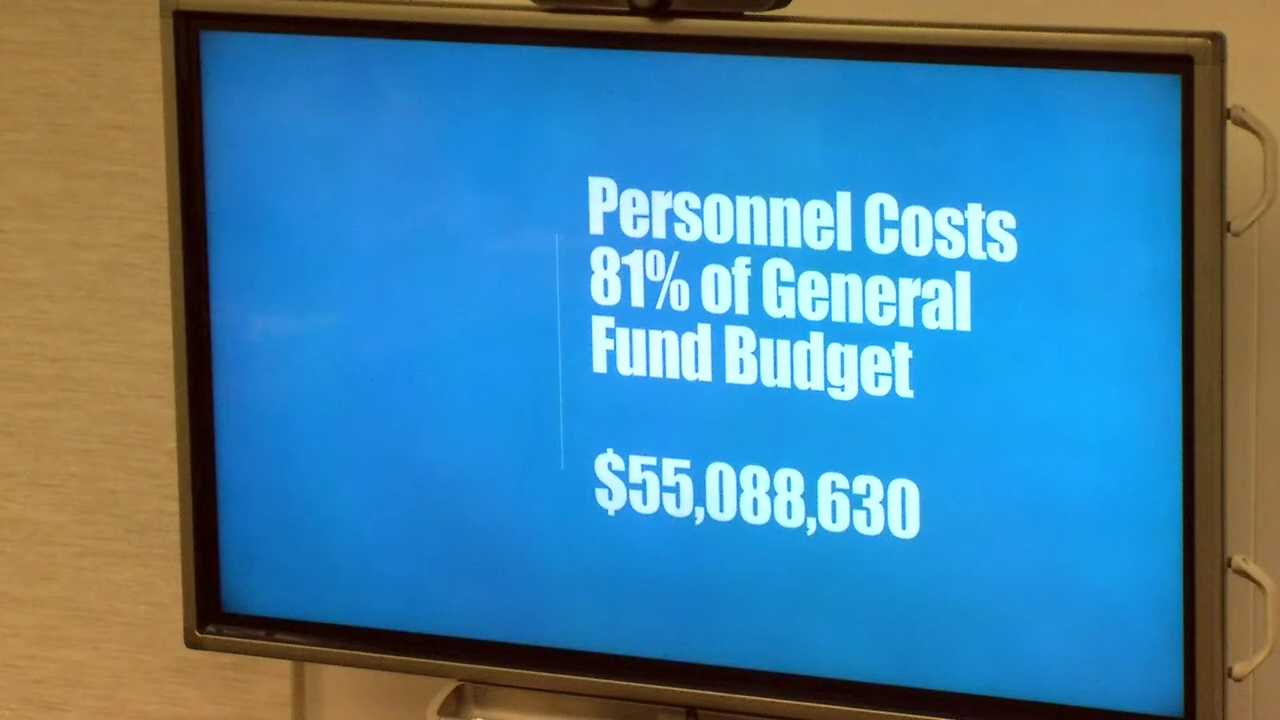 Personnel Costs
81% of General
Fund Budget
$55,088,630